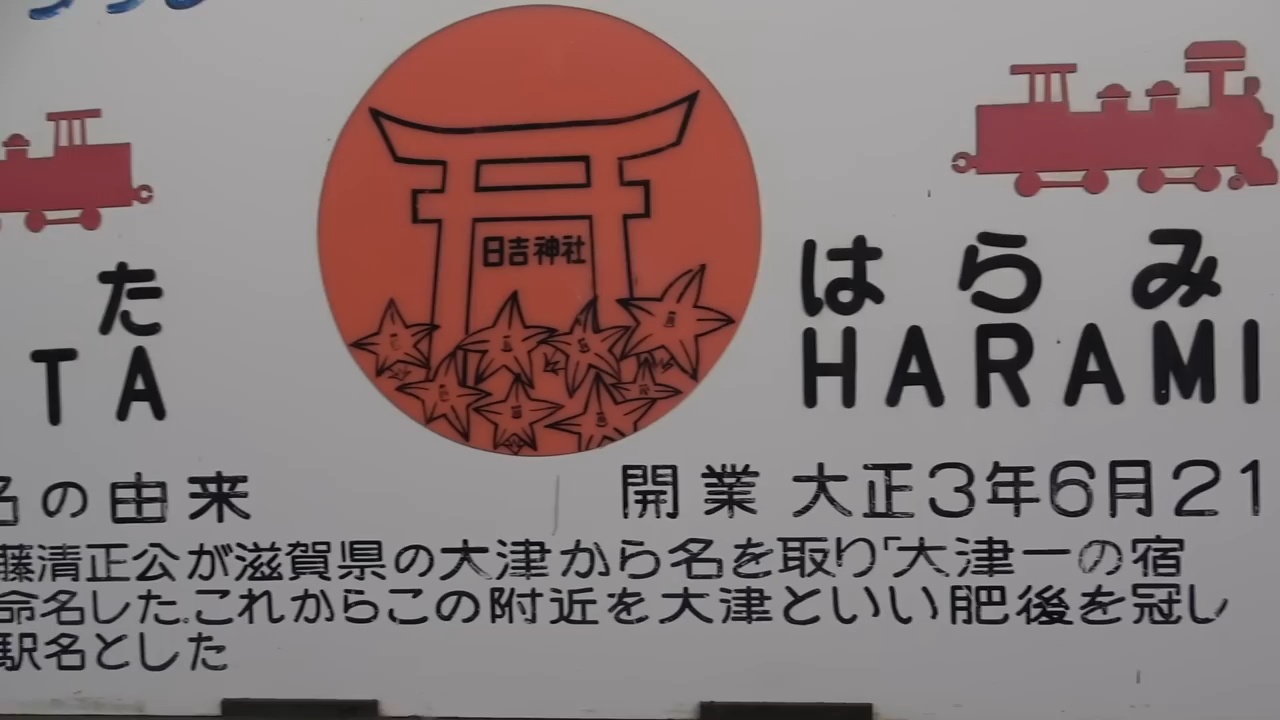 日吉神社
た はらみ
TA HARAMI
名の由来 開業 大正3年6月21
藤清正公が滋賀県の大津から名を取り「大津一の宿
命名した.これからこの附近を大津といい肥後を冠し
駅名とした